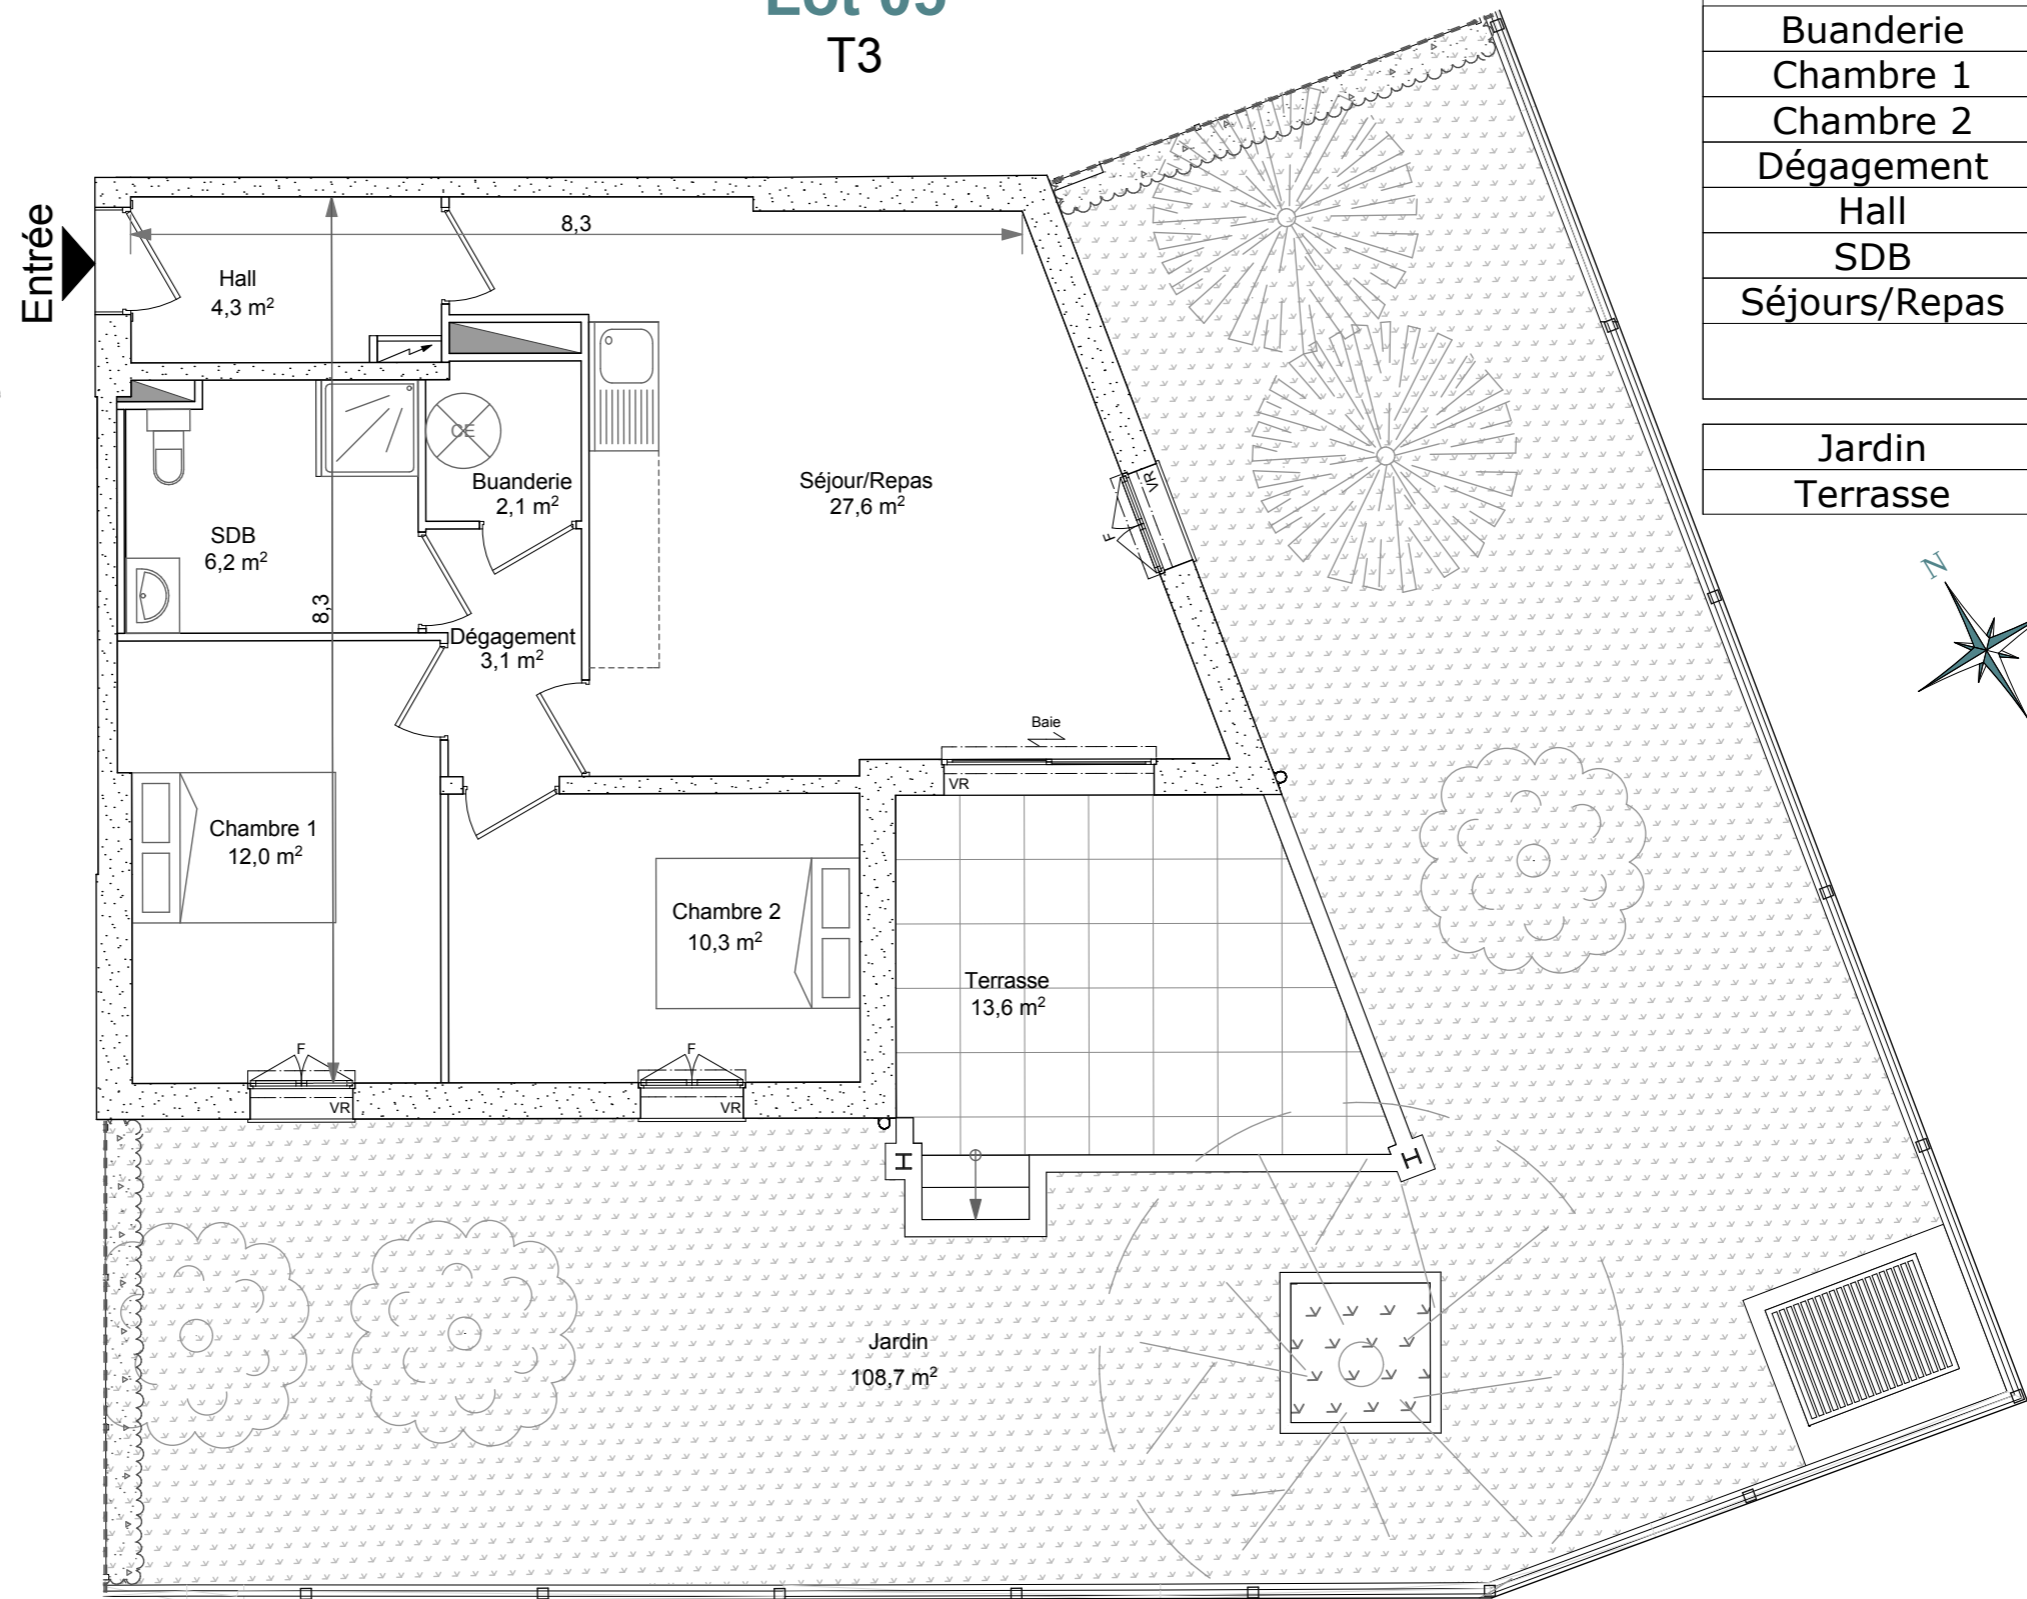 Lot 05
T3
Buanderie
Chambre 1
Chambre 2
Dégagement
Hall
SDB
Séjours/Repas
Jardin
Terrasse
N
Entrée
8,3
Hall
4,3 m²
8,3
CE
Buanderie
2,1 m²
Séjour/Repas
27,6 m²
VR
F
SDB
6,2 m²
Dégagement
3,1 m²
Baie
VR
Chambre 1
12,0 m²
Chambre 2
10,3 m²
Terrasse
13,6 m²
F
VR
F
VR
H
H
Jardin
108,7 m²